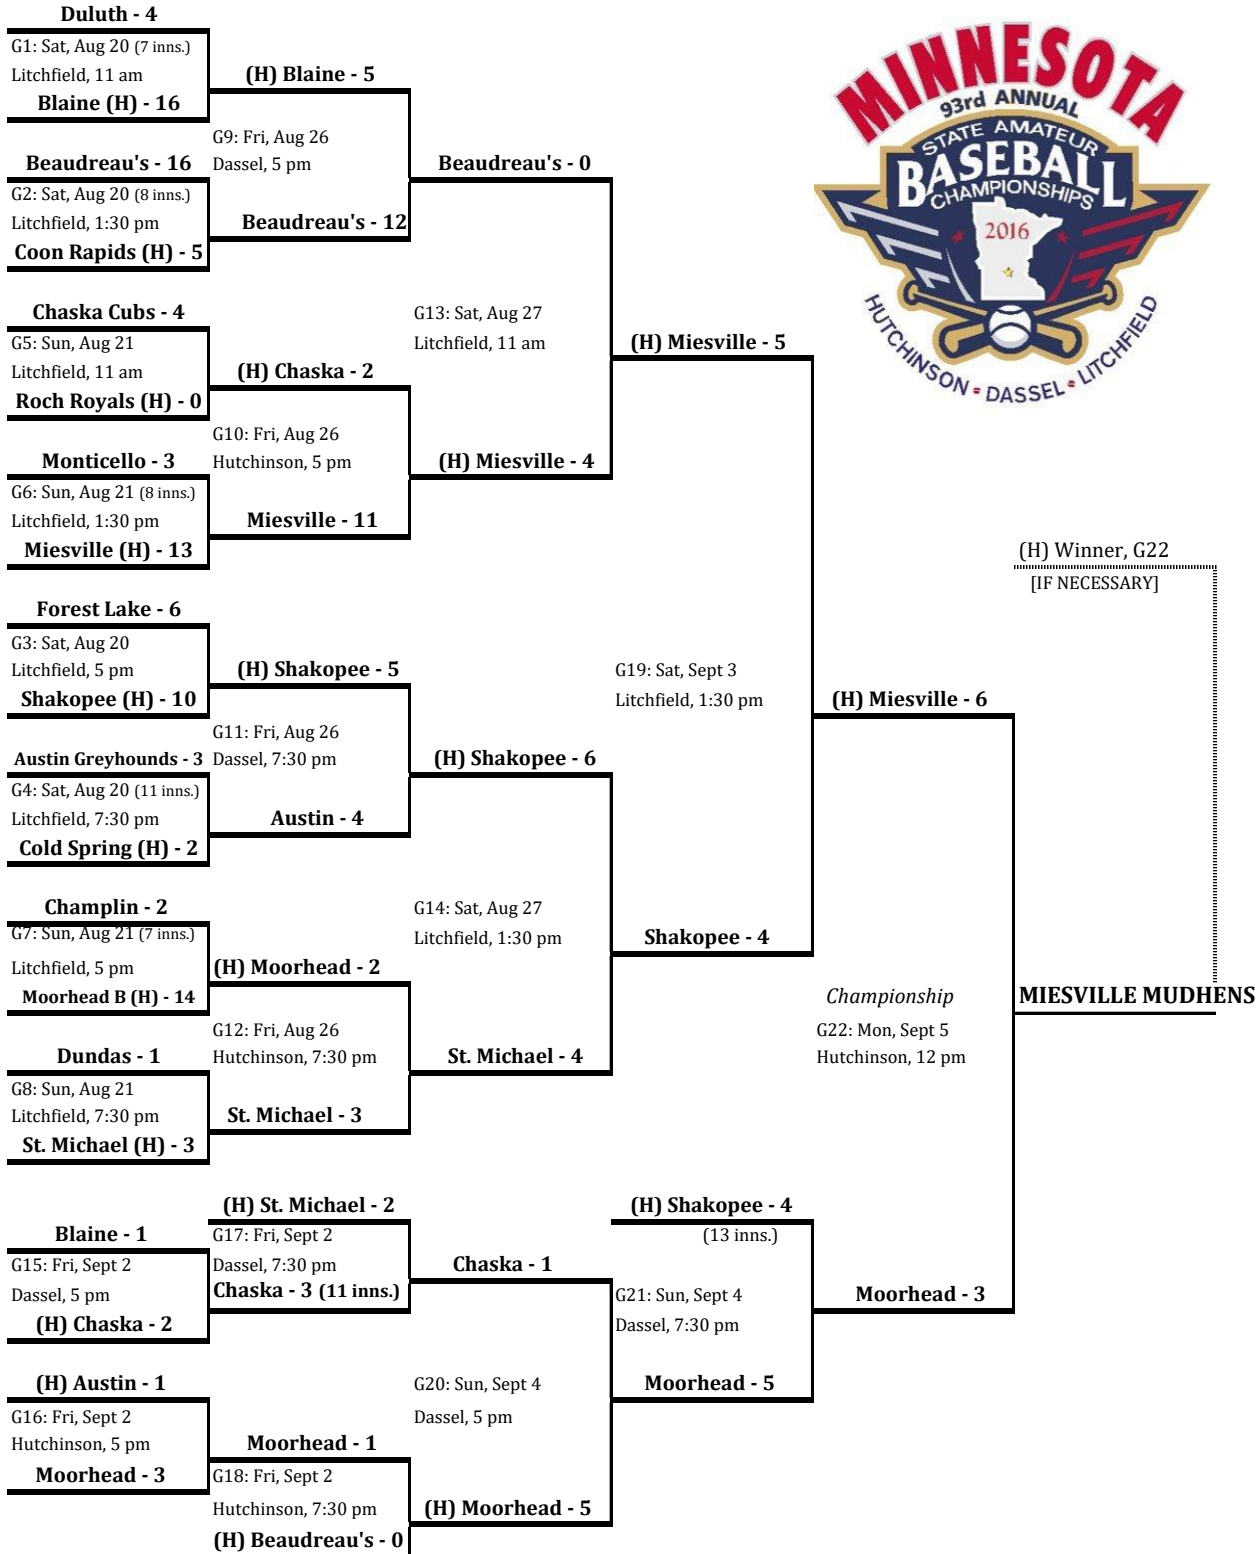 Duluth - 4
G1: Sat, Aug 20 (7 inns.)
Litchfield, 11 am
Blaine (H) - 16
(H) Blaine - 5
G9: Fri, Aug 26
Dassel, 5 pm
Beaudreau's - 16
G2: Sat, Aug 20 (8 inns.)
Litchfield, 1:30 pm
Coon Rapids (H) - 5
Beaudreau's - 12
Beaudreau's - 0
Chaska Cubs - 4
G5: Sun, Aug 21
Litchfield, 11 am
Roch Royals (H) - 0
(H) Chaska - 2
G10: Fri, Aug 26
Hutchinson, 5 pm
Monticello - 3
G6: Sun, Aug 21 (8 inns.)
Litchfield, 1:30 pm
Miesville (H) - 13
Miesville - 11
G13: Sat, Aug 27
Litchfield, 11 am
(H) Miesville - 4
(H) Miesville - 5
Forest Lake - 6
G3: Sat, Aug 20
Litchfield, 5 pm
Shakopee (H) - 10
(H) Shakopee - 5
G11: Fri, Aug 26
Dassel, 7:30 pm
Austin Greyhounds - 3
G4: Sat, Aug 20 (11 inns.)
Litchfield, 7:30 pm
Cold Spring (H) - 2
Austin - 4
(H) Shakopee - 6
Champlin - 2
G7: Sun, Aug 21 (7 inns.)
Litchfield, 5 pm
Moorhead B (H) - 14
(H) Moorhead - 2
G12: Fri, Aug 26
Hutchinson, 7:30 pm
Dundas - 1
G8: Sun, Aug 21
Litchfield, 7:30 pm
St. Michael (H) - 3
St. Michael - 3
G14: Sat, Aug 27
Litchfield, 1:30 pm
St. Michael - 4
Shakopee - 4
G19: Sat, Sept 3
Litchfield, 1:30 pm
(H) Miesville - 6
Blaine - 1
G15: Fri, Sept 2
Dassel, 5 pm
(H) Chaska - 2
(H) St. Michael - 2
G17: Fri, Sept 2
Dassel, 7:30 pm
Chaska - 3 (11 inns.)
Chaska - 1
(H) Austin - 1
G16: Fri, Sept 2
Hutchinson, 5 pm
Moorhead - 3
Moorhead - 1
G18: Fri, Sept 2
Hutchinson, 7:30 pm
(H) Beaudreau's - 0
G20: Sun, Sept 4
Dassel, 5 pm
(H) Moorhead - 5
(H) Shakopee - 4
(13 inns.)
G21: Sun, Sept 4
Dassel, 7:30 pm
Moorhead - 5
Moorhead - 3
Championship
G22: Mon, Sept 5
Hutchinson, 12 pm
MIESVILLE MUDHENS
(H) Winner, G22
[IF NECESSARY]
MINNESOTA
93rd ANNUAL
STATE AMATEUR
BASEBALL
CHAMPIONSHIPS
2016
HUTCHINSON • DASSEL • LITCHFIELD